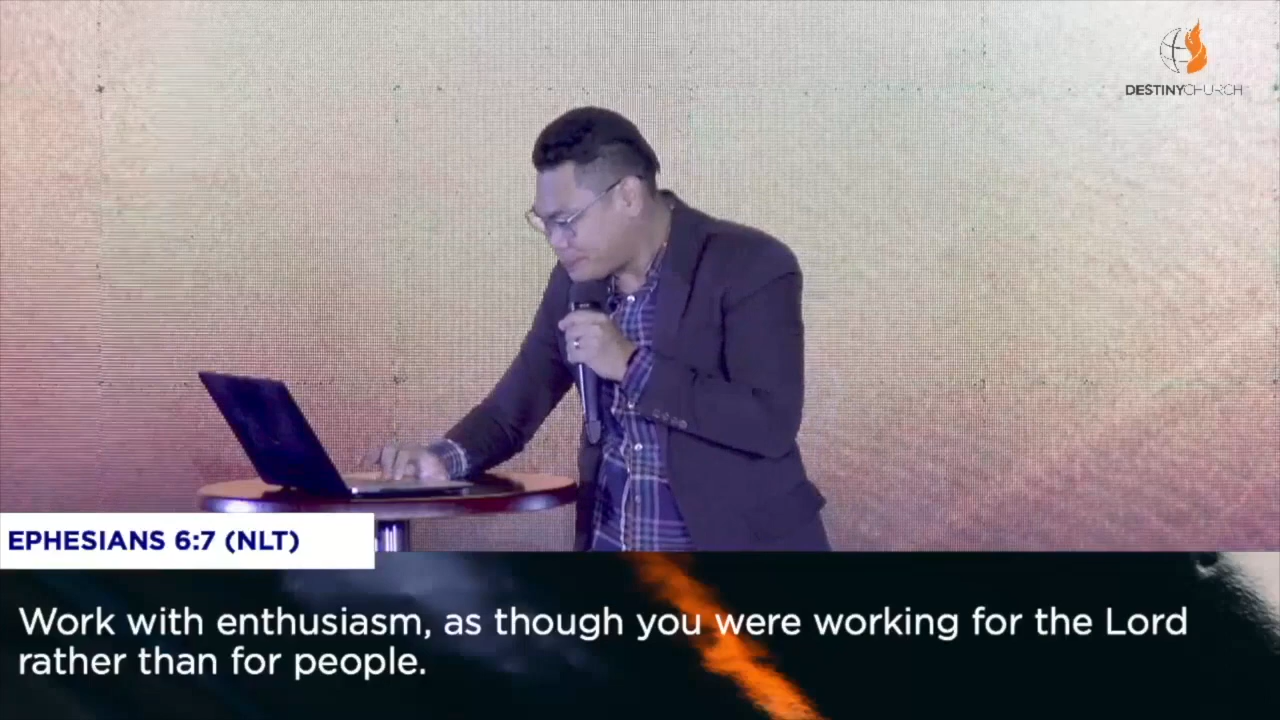 DESTINYCHURCH
EPHESIANS 6:7 (NLT)
Work with enthusiasm, as though you were working for the Lord
rather than for people.